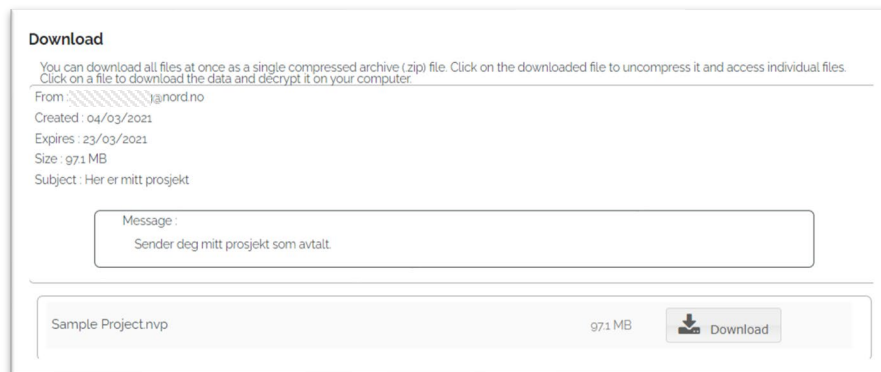 Download
You can download all files at once as a single compressed archive (.zip) file. Click on the downloaded file to uncompress it and access individual files.
Click on a file to download the data and decrypt it on your computer.
From : @nord.no
Created : 04/03/2021
Expires : 23/03/2021
Size : 97.1 MB
Subject : Her er mitt prosjekt
Message :
Sender deg mitt prosjekt som avtalt.
Sample Project.nvp 97.1 MB Download